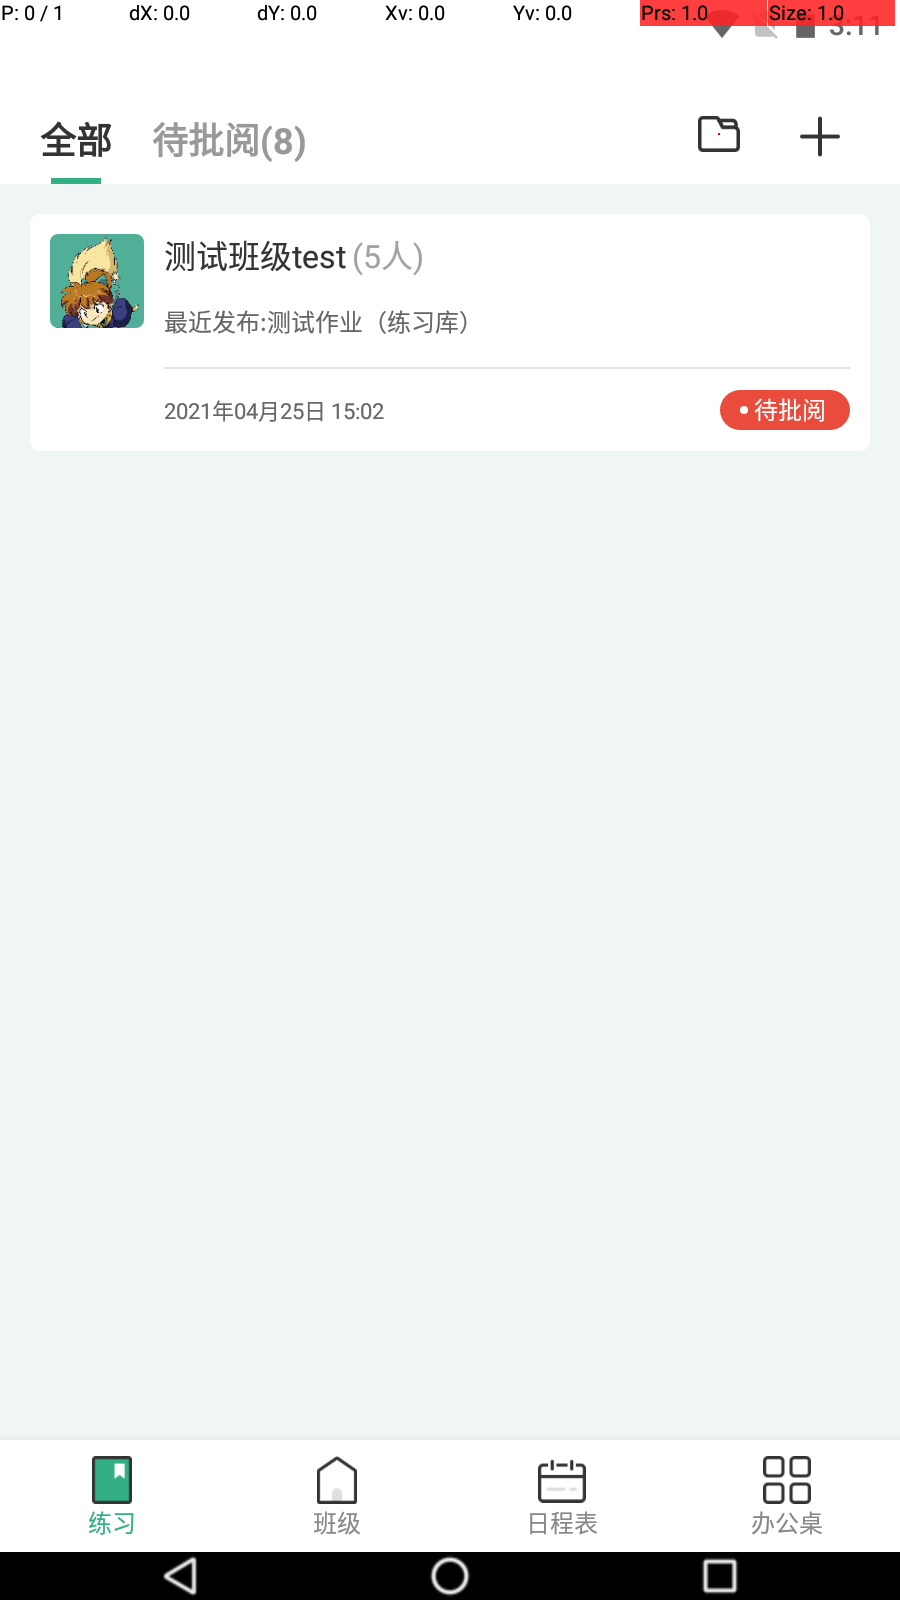 P: 0 / 1 dX: 0.0 dY: 0.0 Xv: 0.0 Yv: 0.0 Prs: 1.0 Size: 1.0
3:11
全部 待批阅(8)
测试班级test (5人)
最近发布:测试作业（练习库）
2021年04月25日 15:02 待批阅
练习 班级 日程表 办公桌